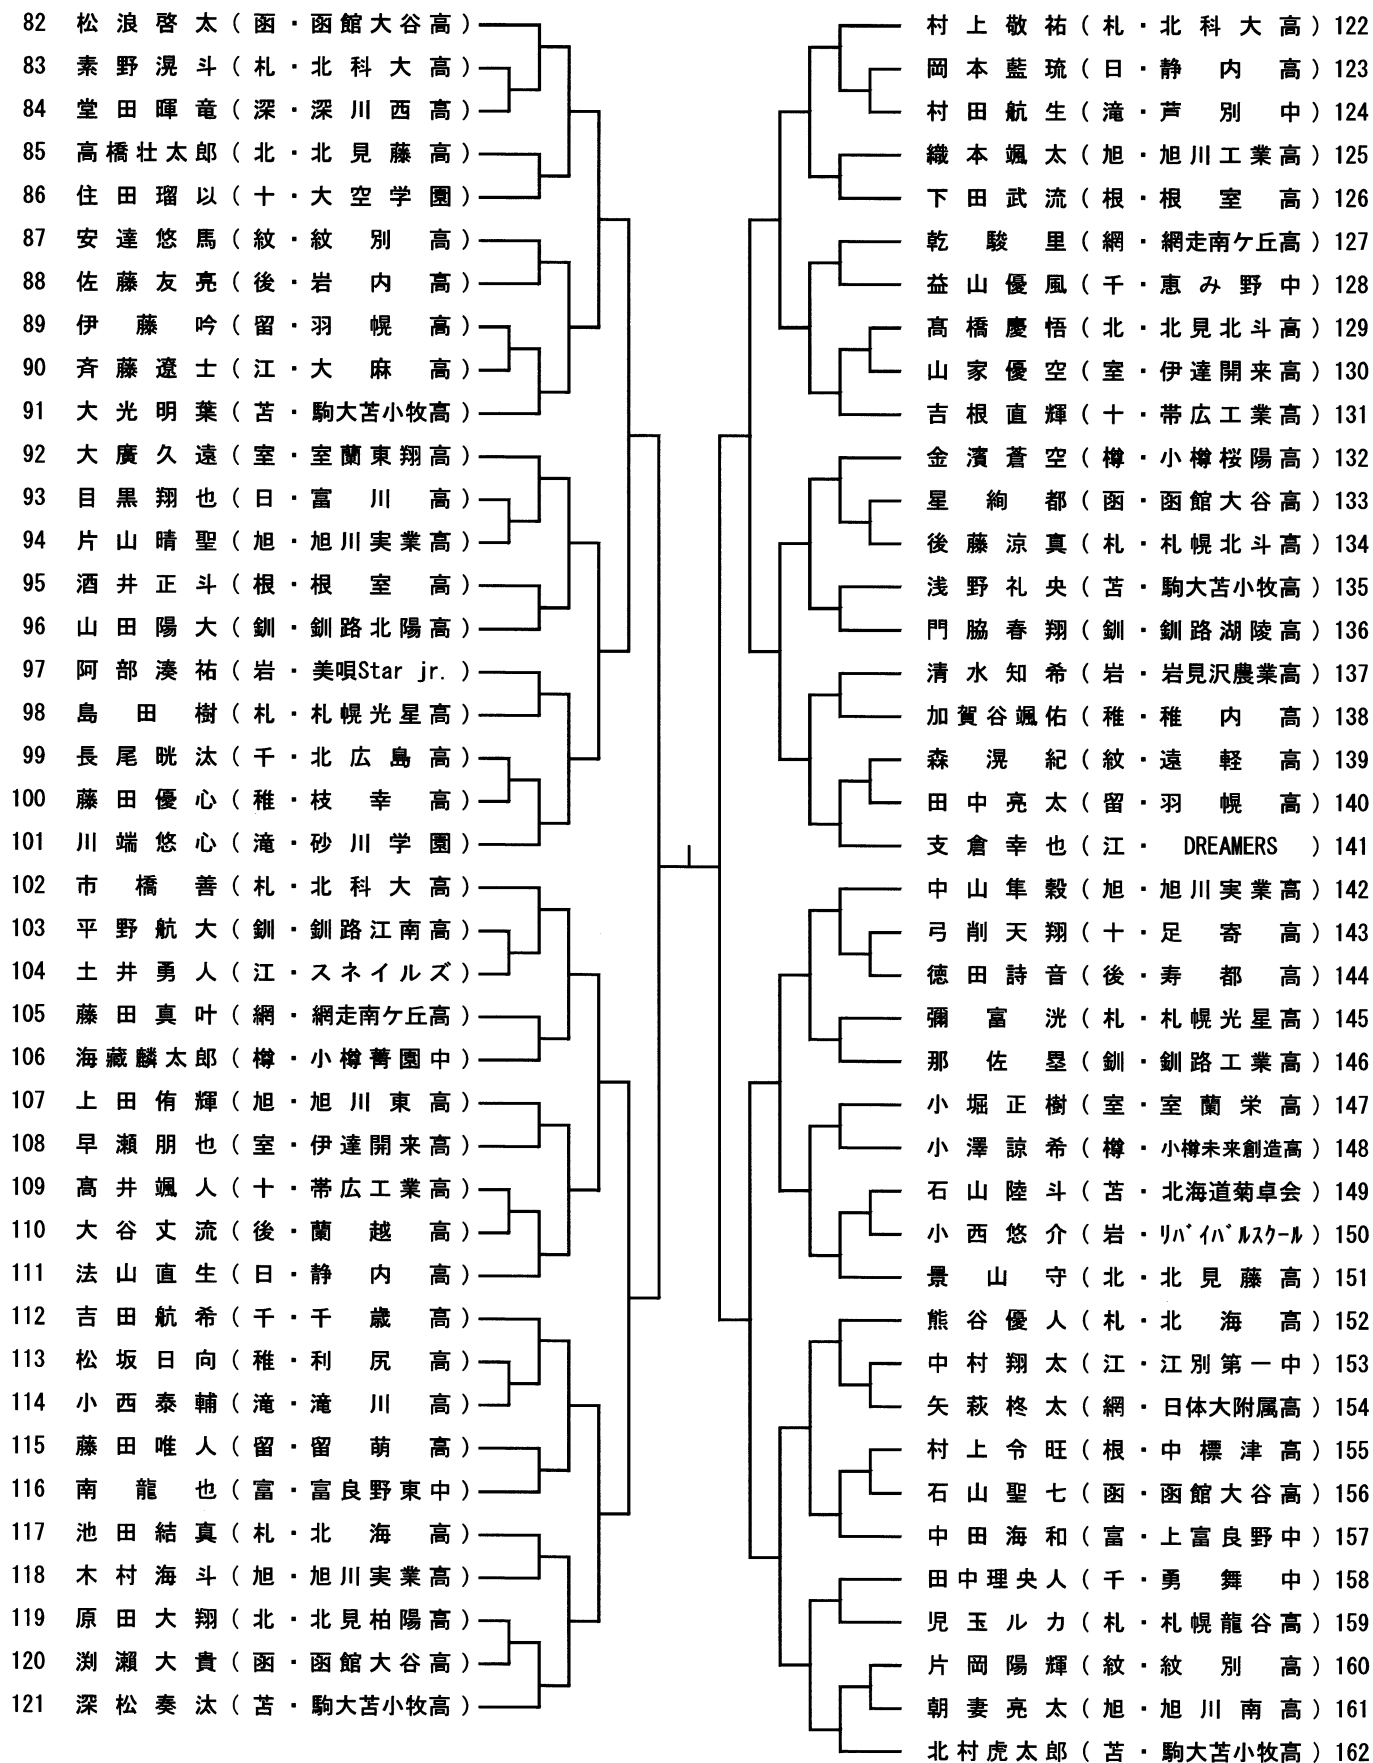 82 松浪啓太(函・函館大谷高)
83 素野滉斗(札・北科大高)
84 堂田暉竜(深・深川西高)
85 高橋壮太郎(北・北見藤高)
86 住田瑠以(十・大空学園)
87 安達悠馬(紋・紋別高)
88 佐藤友亮(後・岩内高)
89 伊藤吟(留・羽幌高)
90 斉藤遼士(江・大麻高)
91 大光明葉(苫・駒大苫小牧高)
92 大廣久遠(室・室蘭東翔高)
93 目黒翔也(日・富川高)
94 片山晴聖(旭・旭川実業高)
95 酒井正斗(根・根室高)
96 山田陽大(釧・釧路北陽高)
97 阿部湊祐(岩・美唄Star jr.)
98 島田樹(札・札幌光星高)
99 長尾晄汰(千・北広島高)
100 藤田優心(稚・枝幸高)
101 川端悠心(滝・砂川学園)
102 市橋善(札・北科大高)
103 平野航大(釧・釧路江南高)
104 土井勇人(江・スネイルズ)
105 藤田真叶(網・網走南ケ丘高)
106 海藏麟太郎(樽・小樽菁園中)
107 上田侑輝(旭・旭川東高)
108 早瀬朋也(室・伊達開来高)
109 髙井颯人(十・帯広工業高)
110 大谷丈流(後・蘭越高)
111 法山直生(日・静内高)
112 吉田航希(千・千歳高)
113 松坂日向(稚・利尻高)
114 小西泰輔(滝・滝川高)
115 藤田唯人(留・留萌高)
116 南龍也(富・富良野東中)
117 池田結真(札・北海高)
118 木村海斗(旭・旭川実業高)
119 原田大翔(北・北見柏陽高)
120 渕瀬大貴(函・函館大谷高)
121 深松奏汰(苫・駒大苫小牧高)
村上敬祐(札・北科大高)122
岡本藍琉(日・静内高)123
村田航生(滝・芦別中)124
織本颯太(旭・旭川工業高)125
下田武流(根・根室高)126
乾駿里(網・網走南ケ丘高)127
益山優風(千・恵み野中)128
髙橋慶悟(北・北見北斗高)129
山家優空(室・伊達開来高)130
吉根直輝(十・帯広工業高)131
金濱蒼空(樽・小樽桜陽高)132
星絢都(函・函館大谷高)133
後藤涼真(札・札幌北斗高)134
浅野礼央(苫・駒大苫小牧高)135
門脇春翔(釧・釧路湖陵高)136
清水知希(岩・岩見沢農業高)137
加賀谷颯佑(稚・稚内高)138
森滉紀(紋・遠軽高)139
田中亮太(留・羽幌高)140
支倉幸也(江・DREAMERS)141
中山隼毅(旭・旭川実業高)142
弓削天翔(十・足寄高)143
徳田詩音(後・寿都高)144
彌富洸(札・札幌光星高)145
那佐塁(釧・釧路工業高)146
小堀正樹(室・室蘭栄高)147
小澤諒希(樽・小樽未来創造高)148
石山陸斗(苫・北海道菊卓会)149
小西悠介(岩・ﾘﾊﾞｲﾊﾞﾙｽｸｰﾙ)150
景山守(北・北見藤高)151
熊谷優人(札・北海高)152
中村翔太(江・江別第一中)153
矢萩柊太(網・日体大附属高)154
村上令旺(根・中標津高)155
石山聖七(函・函館大谷高)156
中田海和(富・上富良野中)157
田中理央人(千・勇舞中)158
児玉ルカ(札・札幌龍谷高)159
片岡陽輝(紋・紋別高)160
朝妻亮太(旭・旭川南高)161
北村虎太郎(苫・駒大苫小牧高)162